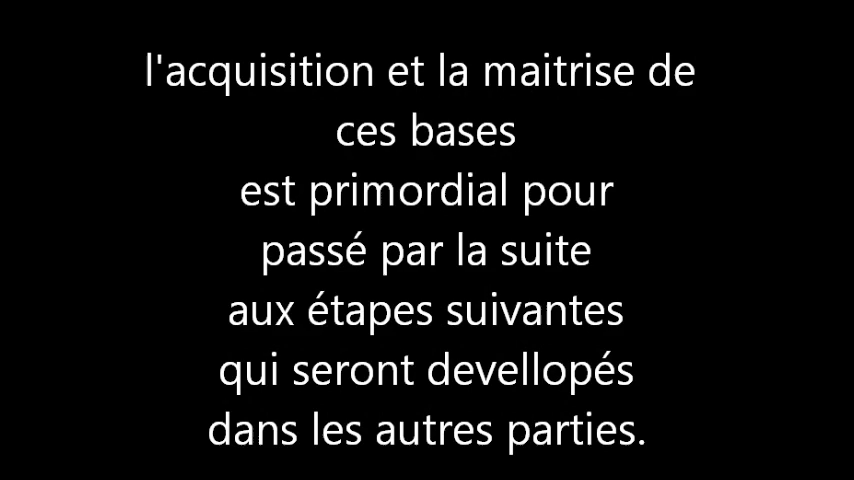 l'acquisition et la maitrise de
ces bases
est primordial pour
passé par la suite
aux étapes suivantes
qui seront devellopés
dans les autres parties.